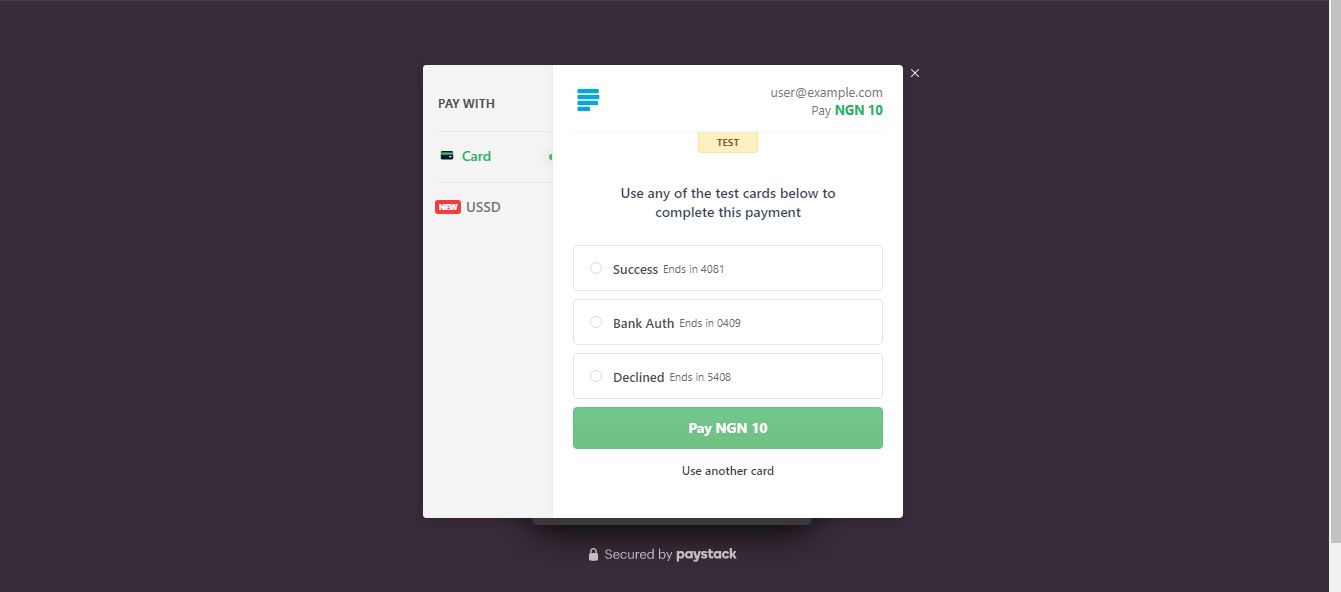 PAY WITH
Card
NEW USSD
user@example.com
Pay NGN 10
TEST
Use any of the test cards below to
complete this payment
Success Ends in 4081
Bank Auth Ends in 0409
Declined Ends in 5408
Pay NGN 10
Use another card
Secured by paystack